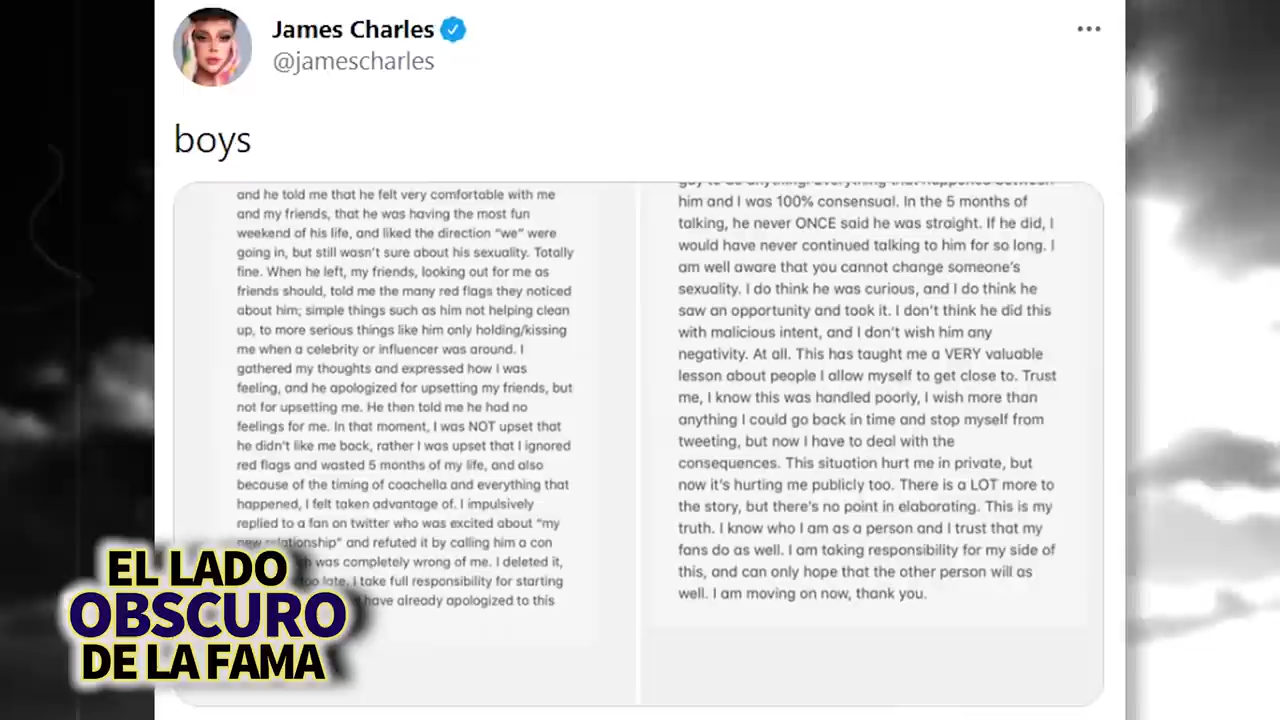 James Charles
@jamescharles
boys
and he told me that he felt very comfortable with me
and my friends, that he was having the most fun
weekend of his life, and liked the direction “we” were
going in, but still wasn’t sure about his sexuality. Totally
fine. When he left, my friends, looking out for me as
friends should, told me the many red flags they noticed
about him; simple things such as him not helping clean
up, to more serious things like him only holding/kissing
me when a celebrity or influencer was around. I
gathered my thoughts and expressed how I was
feeling, and he apologized for upsetting my friends, but
not for upsetting me. He then told me he had no
feelings for me. In that moment, I was NOT upset that
he didn’t like me back, rather I was upset that I ignored
red flags and wasted 5 months of my life, and also
because of the timing of coachella and everything that
happened, I felt taken advantage of. I impulsively
replied to a fan on twitter who was excited about “my
new relationship” and refuted it by calling him a con
was completely wrong of me. I deleted it,
too late. I take full responsibility for starting
have already apologized to this
guy to do anything. Everything that happened between
him and I was 100% consensual. In the 5 months of
talking, he never ONCE said he was straight. If he did, I
would have never continued talking to him for so long. I
am well aware that you cannot change someone’s
sexuality. I do think he was curious, and I do think he
saw an opportunity and took it. I don’t think he did this
with malicious intent, and I don’t wish him any
negativity. At all. This has taught me a VERY valuable
lesson about people I allow myself to get close to. Trust
me, I know this was handled poorly, I wish more than
anything I could go back in time and stop myself from
tweeting, but now I have to deal with the
consequences. This situation hurt me in private, but
now it’s hurting me publicly too. There is a LOT more to
the story, but there’s no point in elaborating. This is my
truth. I know who I am as a person and I trust that my
fans do as well. I am taking responsibility for my side of
this, and can only hope that the other person will as
well. I am moving on now, thank you.
EL LADO
OBSCURO
DE LA FAMA